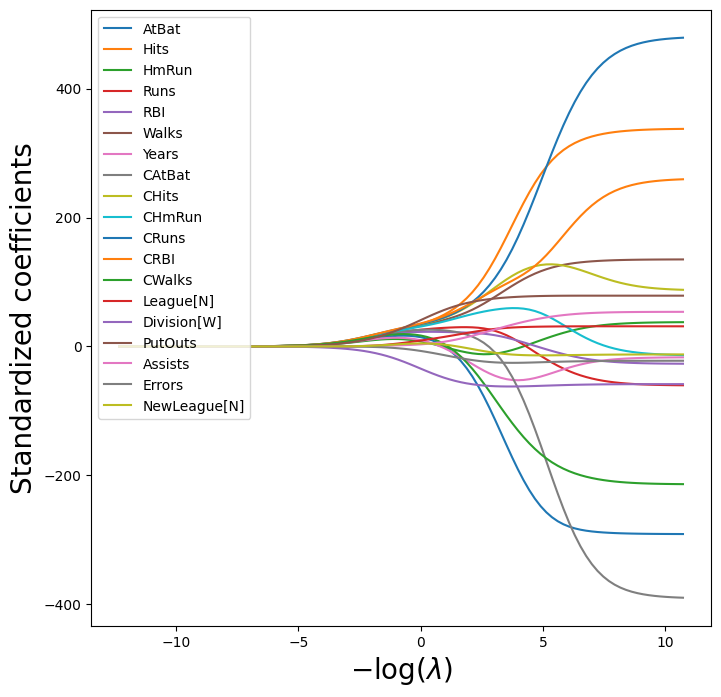 AtBat
Hits
HmRun
Runs
RBI
Walks
Years
CAtBat
CHits
CHmRun
CRuns
CRBI
CWalks
League[N]
Division[W]
PutOuts
Assists
Errors
NewLeague[N]
400
200
0
−200
−400
Standardized coefficients
−10
−5
0
5
10
−log(λ)